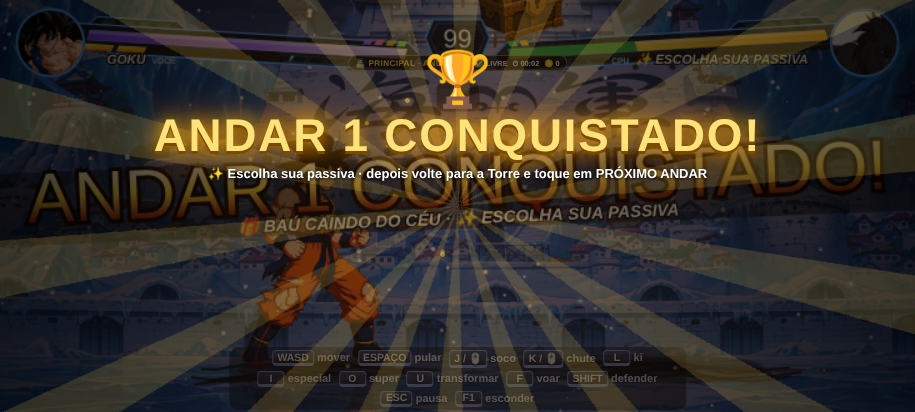 99
GOKU VOCÊ
PRINCIPAL
LIVRE 00:02 0
CPU ✨ ESCOLHA SUA PASSIVA
ANDAR 1 CONQUISTADO!
✨ Escolha sua passiva · depois volte para a Torre e toque em PRÓXIMO ANDAR
ANDAR 1 CONQUISTADO!
🎁 BAÚ CAINDO DO CÉU · ✨ ESCOLHA SUA PASSIVA
WASD mover ESPAÇO pular J / 🖱 soco K / 🖱 chute L ki
I especial O super U transformar F voar SHIFT defender
ESC pausa F1 esconder